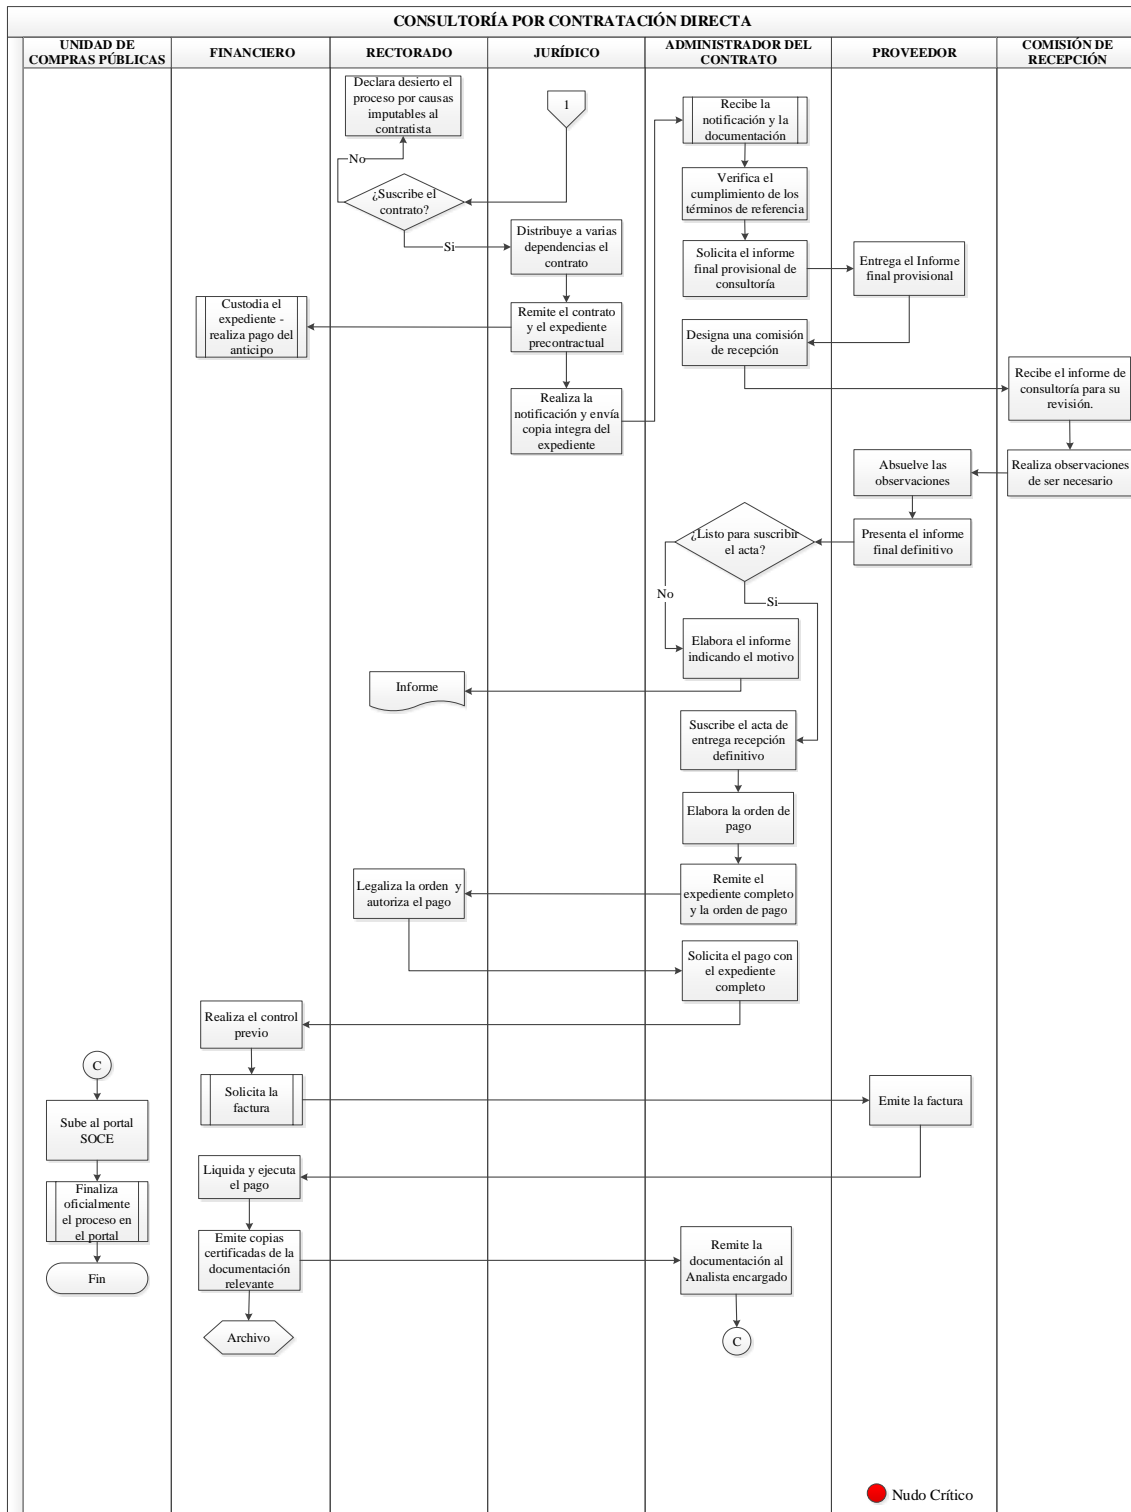 CONSULTORÍA POR CONTRATACIÓN DIRECTA
UNIDAD DE
COMPRAS PÚBLICAS
FINANCIERO
RECTORADO
JURÍDICO
ADMINISTRADOR DEL
CONTRATO
PROVEEDOR
COMISIÓN DE
RECEPCIÓN
Declara desierto el
proceso por causas
imputables al
contratista
1
Recibe la
notificación y la
documentación
No
¿Suscribe el
contrato?
Si
Verifica el
cumplimiento de los
términos de referencia
Distribuye a varias
dependencias el
contrato
Solicita el informe
final provisional de
consultoría
Entrega el Informe
final provisional
Custodia el
expediente -
realiza pago del
anticipo
Remite el contrato
y el expediente
precontractual
Designa una comisión
de recepción
Recibe el informe de
consultoría para su
revisión.
Realiza la
notificación y envía
copia integra del
expediente
Absuelve las
observaciones
Realiza observaciones
de ser necesario
¿Listo para suscribir
el acta?
Presenta el informe
final definitivo
No
Si
Elabora el informe
indicando el motivo
Informe
Suscribe el acta de
entrega recepción
definitivo
Elabora la orden de
pago
Legaliza la orden y
autoriza el pago
Remite el
expediente completo
y la orden de pago
Solicita el pago con
el expediente
completo
Realiza el control
previo
C
Solicita la
factura
Emite la factura
Sube al portal
SOCE
Liquida y ejecuta
el pago
Finaliza
oficialmente
el proceso en
el portal
Emite copias
certificadas de la
documentación
relevante
Remite la
documentación al
Analista encargado
Fin
Archivo
C
Nudo Crítico